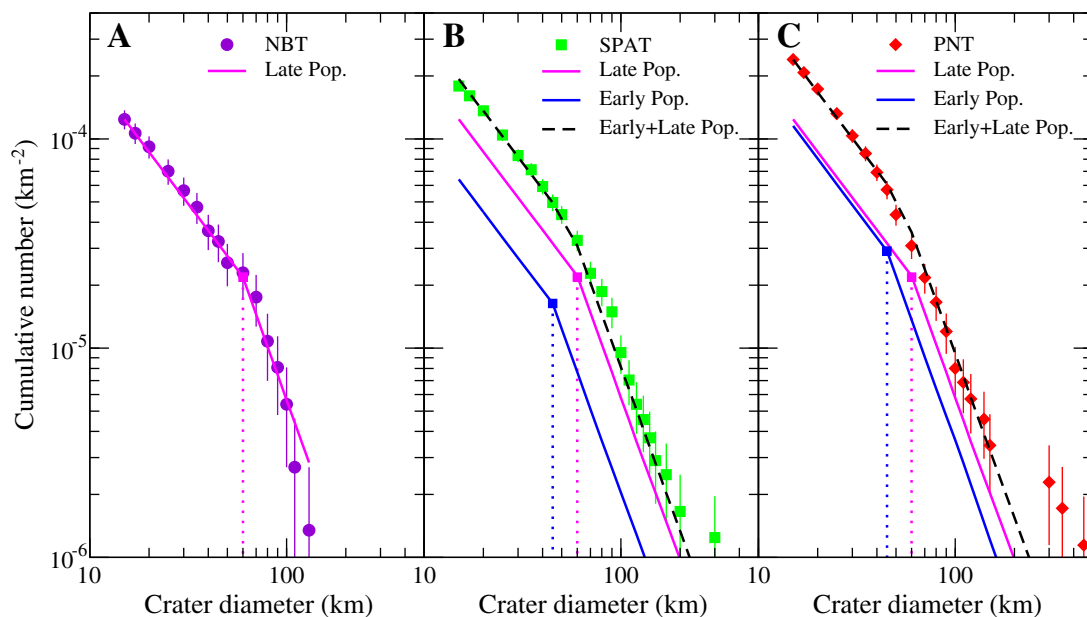 A
NBT
Late Pop.
B
SPAT
Late Pop.
Early Pop.
Early+Late Pop.
C
PNT
Late Pop.
Early Pop.
Early+Late Pop.
Cumulative number (km⁻²)
10⁻⁴
10⁻⁵
10⁻⁶
10
100
10
100
10
100
Crater diameter (km)
Crater diameter (km)
Crater diameter (km)